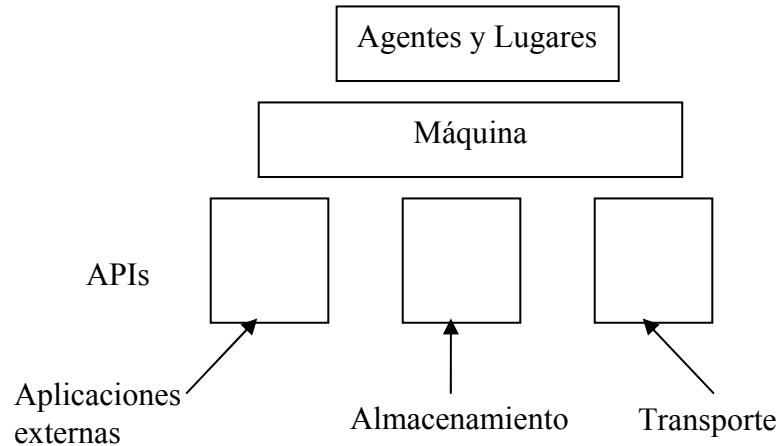 Agentes y Lugares
Máquina
APIs
Aplicaciones
externas
Almacenamiento
Transporte